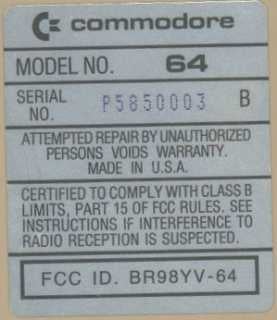 commodore
MODEL NO. 64
SERIAL NO. P5850003 B
ATTEMPTED REPAIR BY UNAUTHORIZED
PERSONS VOIDS WARRANTY.
MADE IN U.S.A.
CERTIFIED TO COMPLY WITH CLASS B
LIMITS, PART 15 OF FCC RULES. SEE
INSTRUCTIONS IF INTERFERENCE TO
RADIO RECEPTION IS SUSPECTED.
FCC ID. BR98YV-64